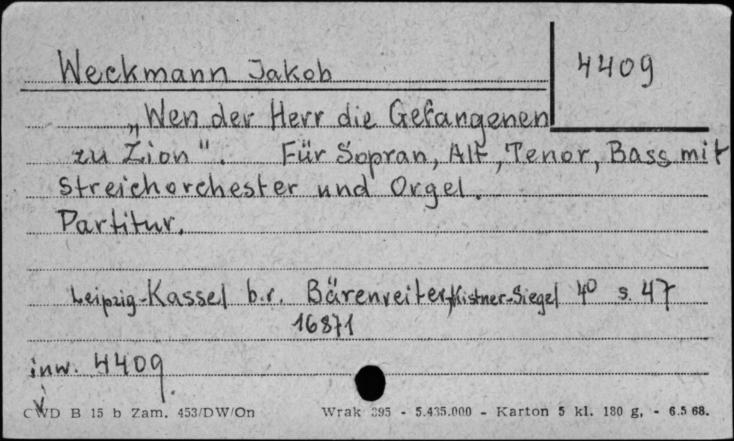 Weckmann Jakob
4409
„Wen der Herr die Gefangenen
zu Zion". Für Sopran, Alt, Tenor, Bass mit
Streichorchester und Orgel.
Partitur.
Leipzig-Kassel b.r. Bärenreiter, Kistner-Siegel 4⁰ s. 47
16871
inw. 4409
CWD B 15 b Zam. 453/DW/On Wrak 395 - 5.435.000 - Karton 5 kl. 180 g, - 6.5 68.